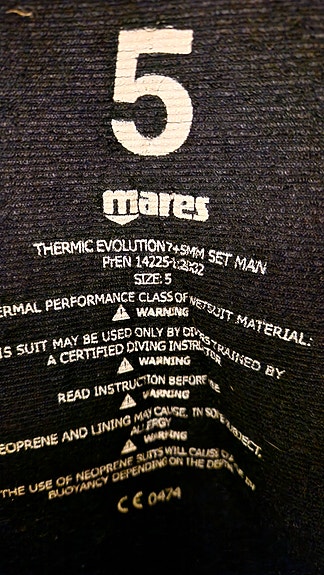 5
mares
THERMIC EVOLUTION 7+5MM SET MAN
PrEN 14225-1:2002
SIZE: 5
ERMAL PERFORMANCE CLASS OF WETSUIT MATERIAL:
WARNING
IS SUIT MAY BE USED ONLY BY DIVERS TRAINED BY
A CERTIFIED DIVING INSTRUCTOR
WARNING
READ INSTRUCTION BEFORE
WARNING
EOPRENE AND LINING MAY CAUSE, IN SOME SUBJECT,
ALLERGY
WARNING
THE USE OF NEOPRENE SUITS WILL CAUSE
BUOYANCY DEPENDING ON THE DEPTH
CE 0474